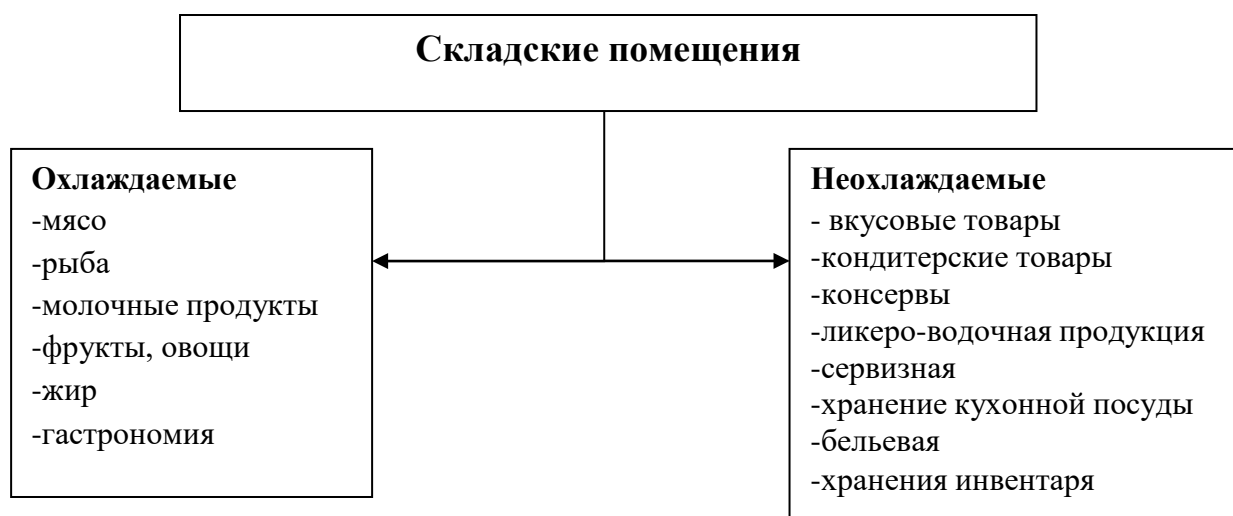 Складские помещения
Охлаждаемые
-мясо
-рыба
-молочные продукты
-фрукты, овощи
-жир
-гастрономия
Неохлаждаемые
- вкусовые товары
-кондитерские товары
-консервы
-ликеро-водочная продукция
-сервизная
-хранение кухонной посуды
-бельевая
-хранения инвентаря